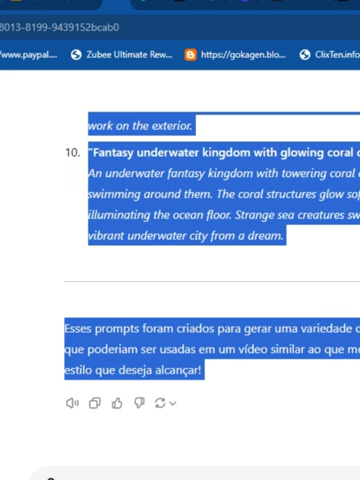 8013-8199-9439152bcab0
/www.paypal.... Zubee Ultimate Rew... https://gokagen.blo... ClixTen.info
work on the exterior.
10. "Fantasy underwater kingdom with glowing coral
An underwater fantasy kingdom with towering coral
swimming around them. The coral structures glow
illuminating the ocean floor. Strange sea creatures
vibrant underwater city from a dream.
Esses prompts foram criados para gerar uma variedade
que poderiam ser usadas em um vídeo similar ao que
estilo que deseja alcançar!